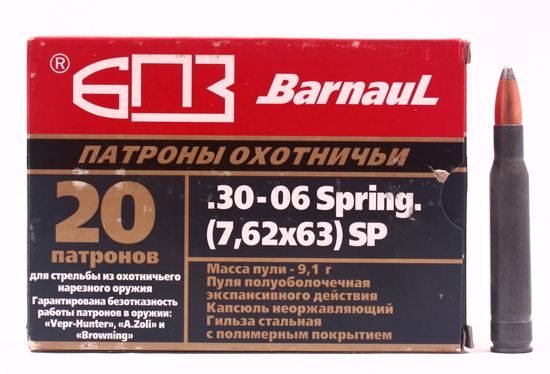 ® БПЗ Barnaul
ПАТРОНЫ ОХОТНИЧЬИ
20
патронов
для стрельбы из охотничьего
нарезного оружия
Гарантирована безотказность
работы патронов в оружии:
«Vepr-Hunter», «A.Zoli» и
«Browning»
.30-06 Spring.
(7,62x63) SP
Масса пули - 9,1 г
Пуля полуоболочечная
экспансивного действия
Капсюль неоржавляющий
Гильза стальная
с полимерным покрытием